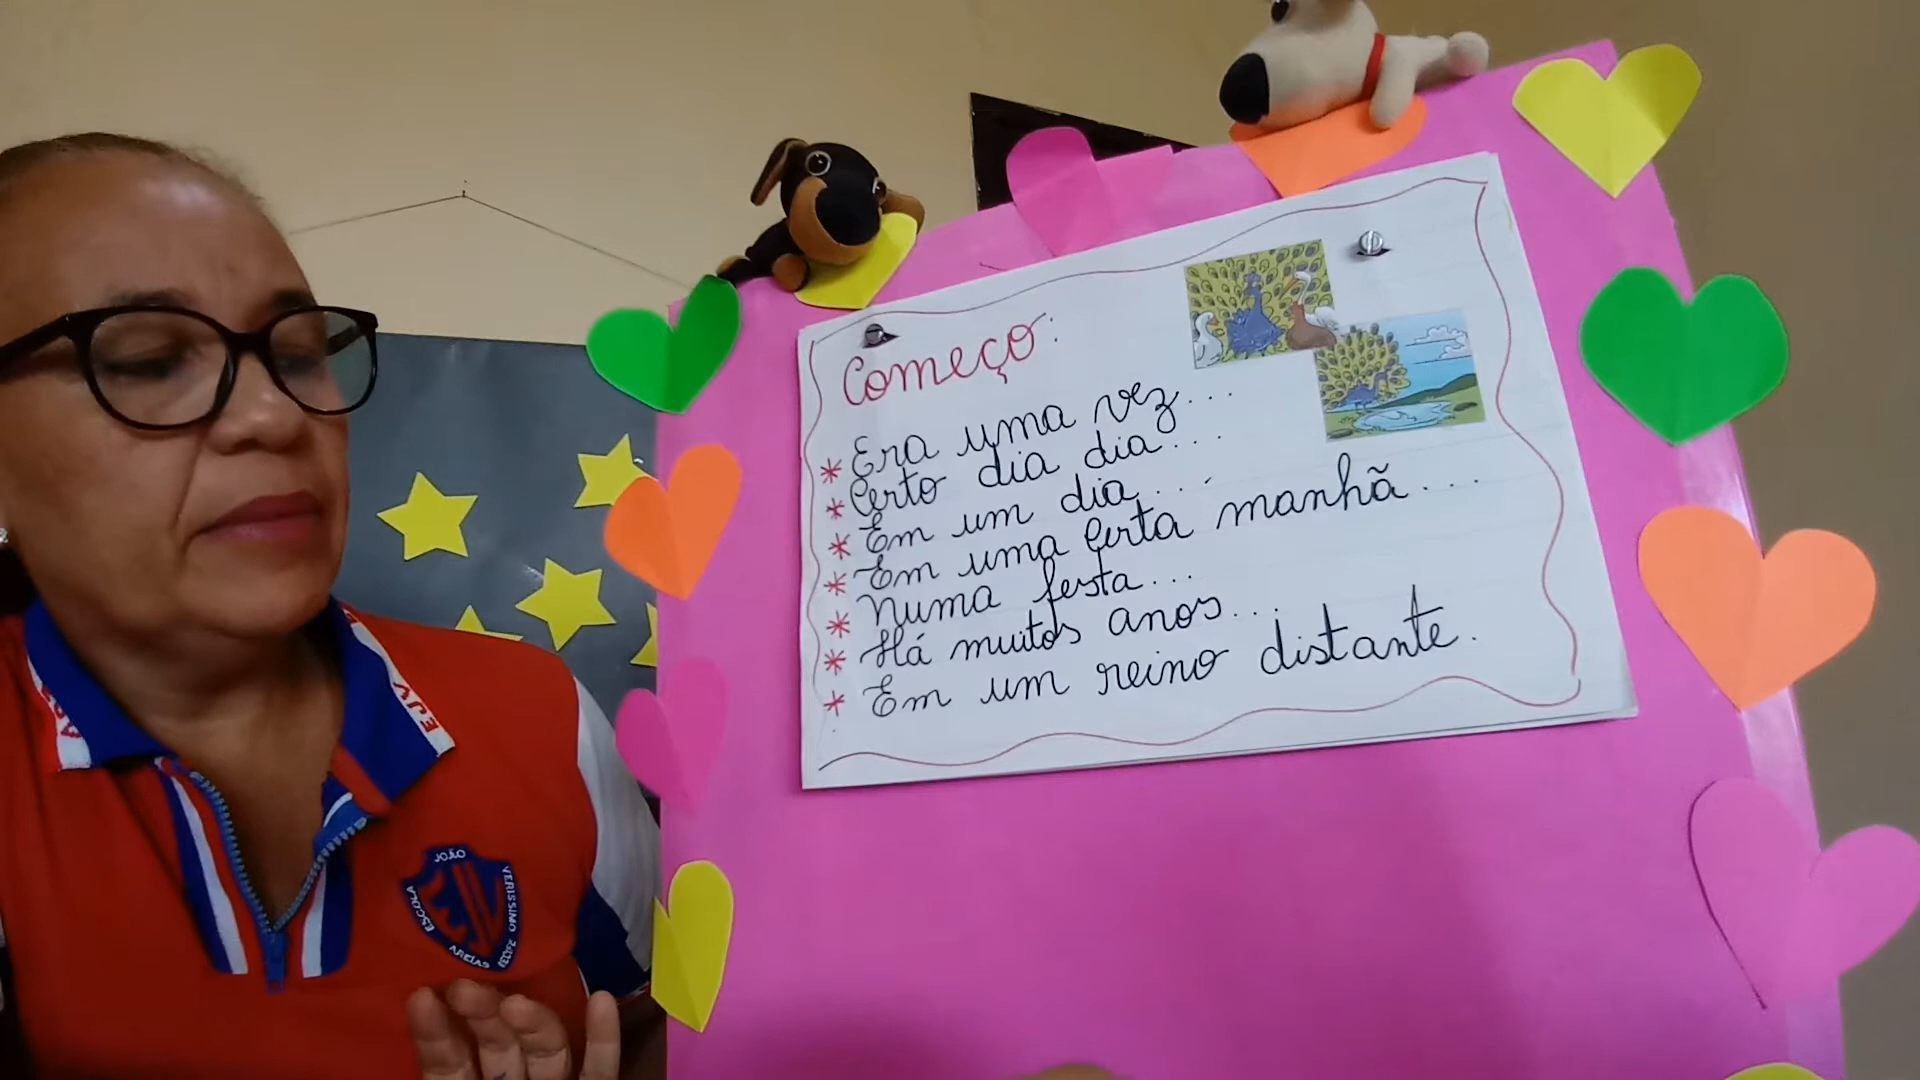 Começo:
* Era uma vez...
* Certo dia dia...
* Em um dia...
* Em uma certa manhã...
* Numa festa...
* Há muitos anos...
* Em um reino distante.
EJV
ESCOLA
JOÃO
VERISSIMO
AREIAS